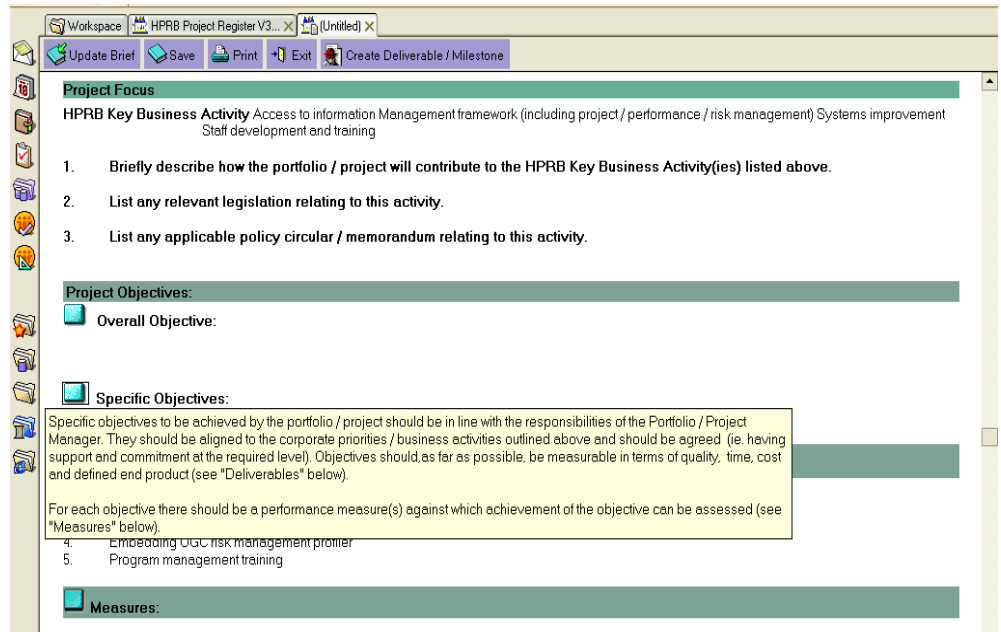 Workspace HPRB Project Register V3... (Untitled)
Update Brief Save Print Exit Create Deliverable / Milestone
18
Project Focus
HPRB Key Business Activity Access to information Management framework (including project / performance / risk management) Systems improvement
Staff development and training
1. Briefly describe how the portfolio / project will contribute to the HPRB Key Business Activity(ies) listed above.
2. List any relevant legislation relating to this activity.
3. List any applicable policy circular / memorandum relating to this activity.
Project Objectives:
Overall Objective:
Specific Objectives:
Specific objectives to be achieved by the portfolio / project should be in line with the responsibilities of the Portfolio / Project
Manager. They should be aligned to the corporate priorities / business activities outlined above and should be agreed (ie. having
support and commitment at the required level). Objectives should,as far as possible, be measurable in terms of quality, time, cost
and defined end product (see "Deliverables" below).
For each objective there should be a performance measure(s) against which achievement of the objective can be assessed (see
"Measures" below).
4. Embedding OGC risk management profiler
5. Program management training
Measures: